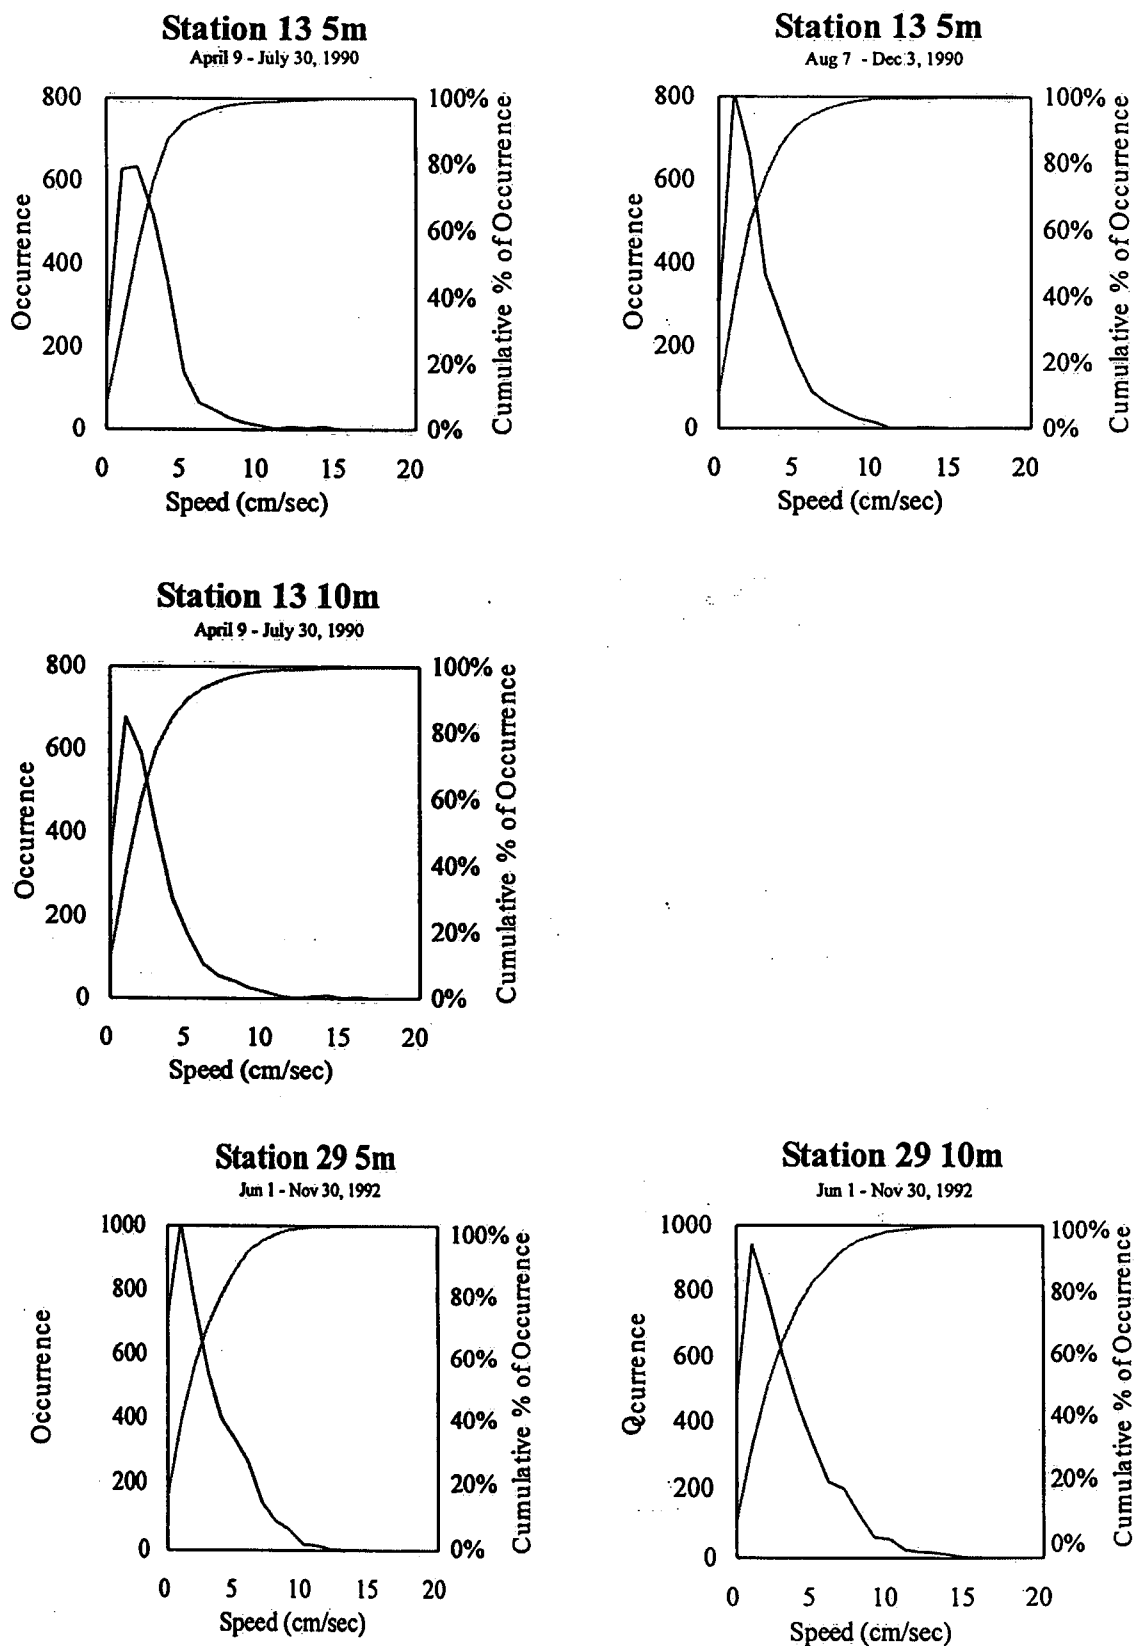 Station 13 5m
April 9 - July 30, 1990
800
600
400
200
0
Occurrence
100%
80%
60%
40%
20%
0%
Cumulative % of Occurrence
0 5 10 15 20
Speed (cm/sec)
Station 13 5m
Aug 7 - Dec 3, 1990
800
600
400
200
0
Occurrence
100%
80%
60%
40%
20%
0%
Cumulative % of Occurrence
0 5 10 15 20
Speed (cm/sec)
Station 13 10m
April 9 - July 30, 1990
800
600
400
200
0
Occurrence
100%
80%
60%
40%
20%
0%
Cumulative % of Occurrence
0 5 10 15 20
Speed (cm/sec)
Station 29 5m
Jun 1 - Nov 30, 1992
1000
800
600
400
200
0
Occurrence
100%
80%
60%
40%
20%
0%
Cumulative % of Occurrence
0 5 10 15 20
Speed (cm/sec)
Station 29 10m
Jun 1 - Nov 30, 1992
1000
800
600
400
200
0
Qcurrence
100%
80%
60%
40%
20%
0%
Cumulative % of Occurrence
0 5 10 15 20
Speed (cm/sec)